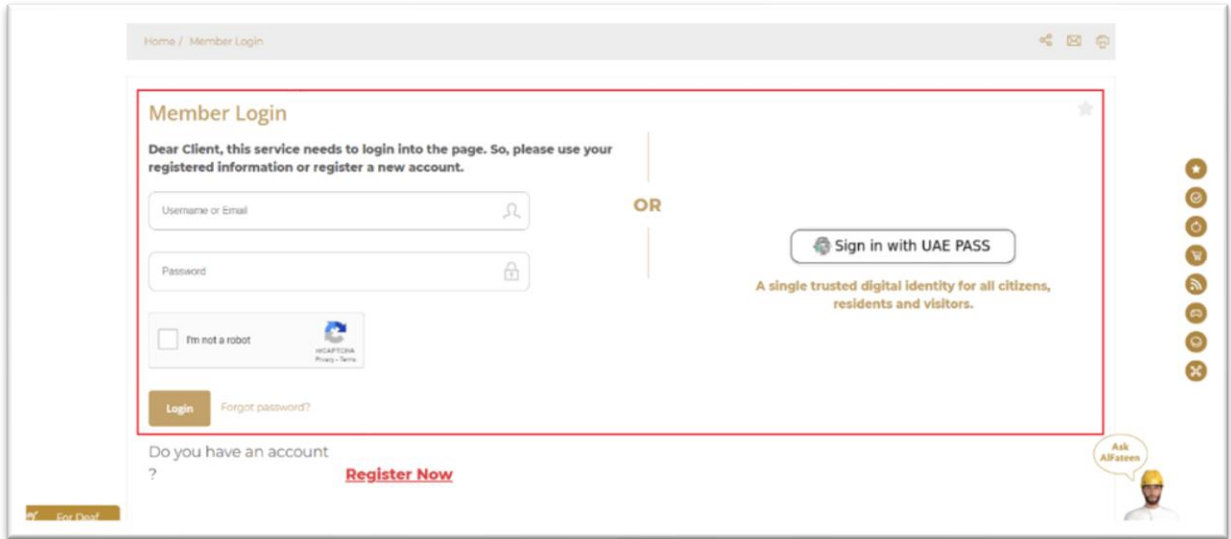 Home / Member Login
Member Login
Dear Client, this service needs to login into the page. So, please use your
registered information or register a new account.
Username or Email
Password
I'm not a robot
reCAPTCHA
Privacy - Terms
Login
Forgot password?
OR
Sign in with UAE PASS
A single trusted digital identity for all citizens,
residents and visitors.
Do you have an account
?
Register Now
Ask
AlFateen
For Deaf